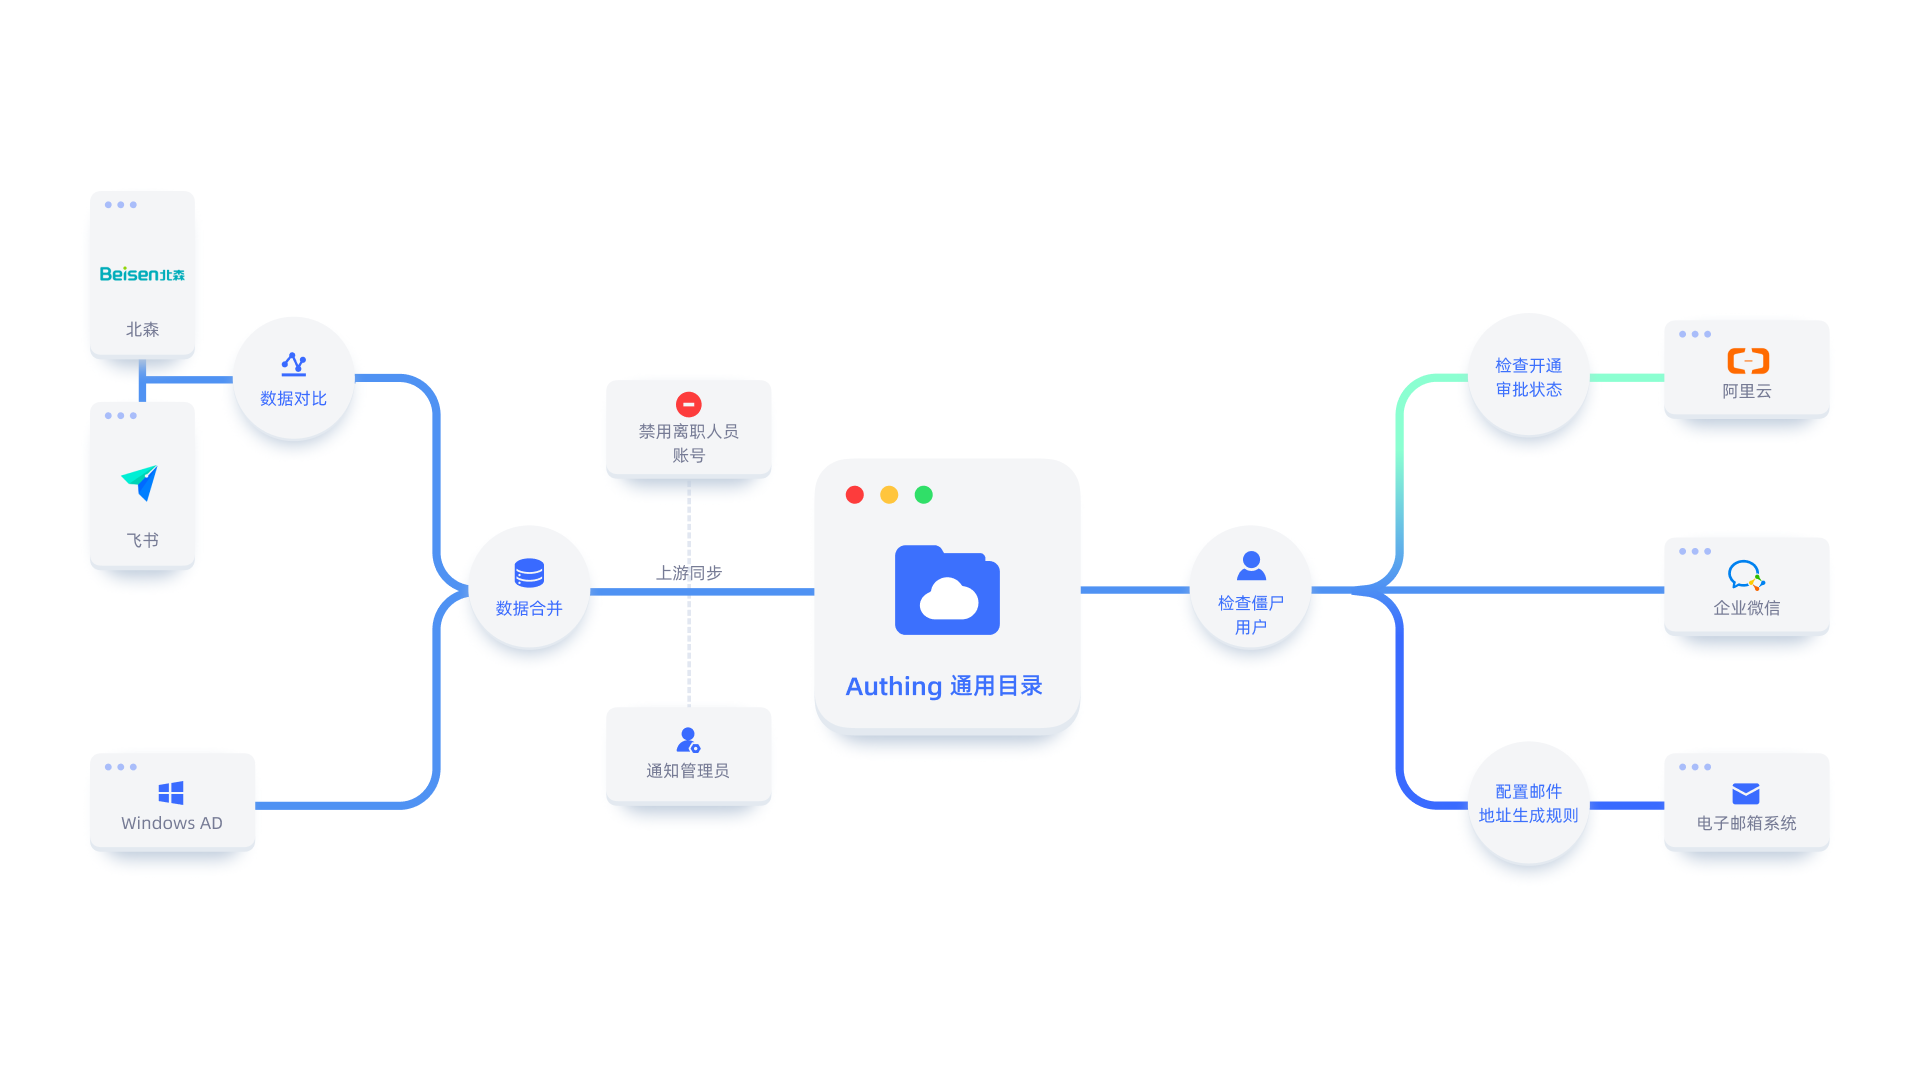 Beisen北森
北森
飞书
Windows AD
数据对比
数据合并
禁用离职人员
账号
上游同步
通知管理员
Authing 通用目录
检查僵尸
用户
检查开通
审批状态
配置邮件
地址生成规则
阿里云
企业微信
电子邮箱系统